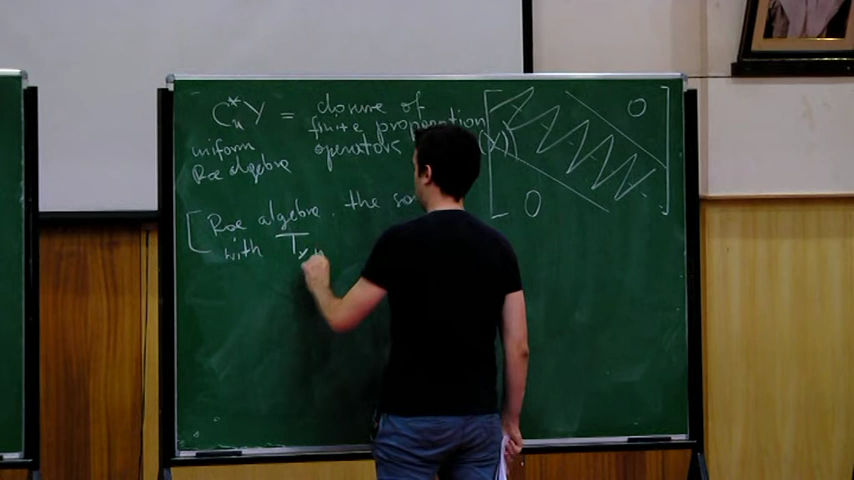 C*u Y = closure of
finite propagation
operators
uniform
Roe algebra
0
0
[ Roe algebra, the
with T x y